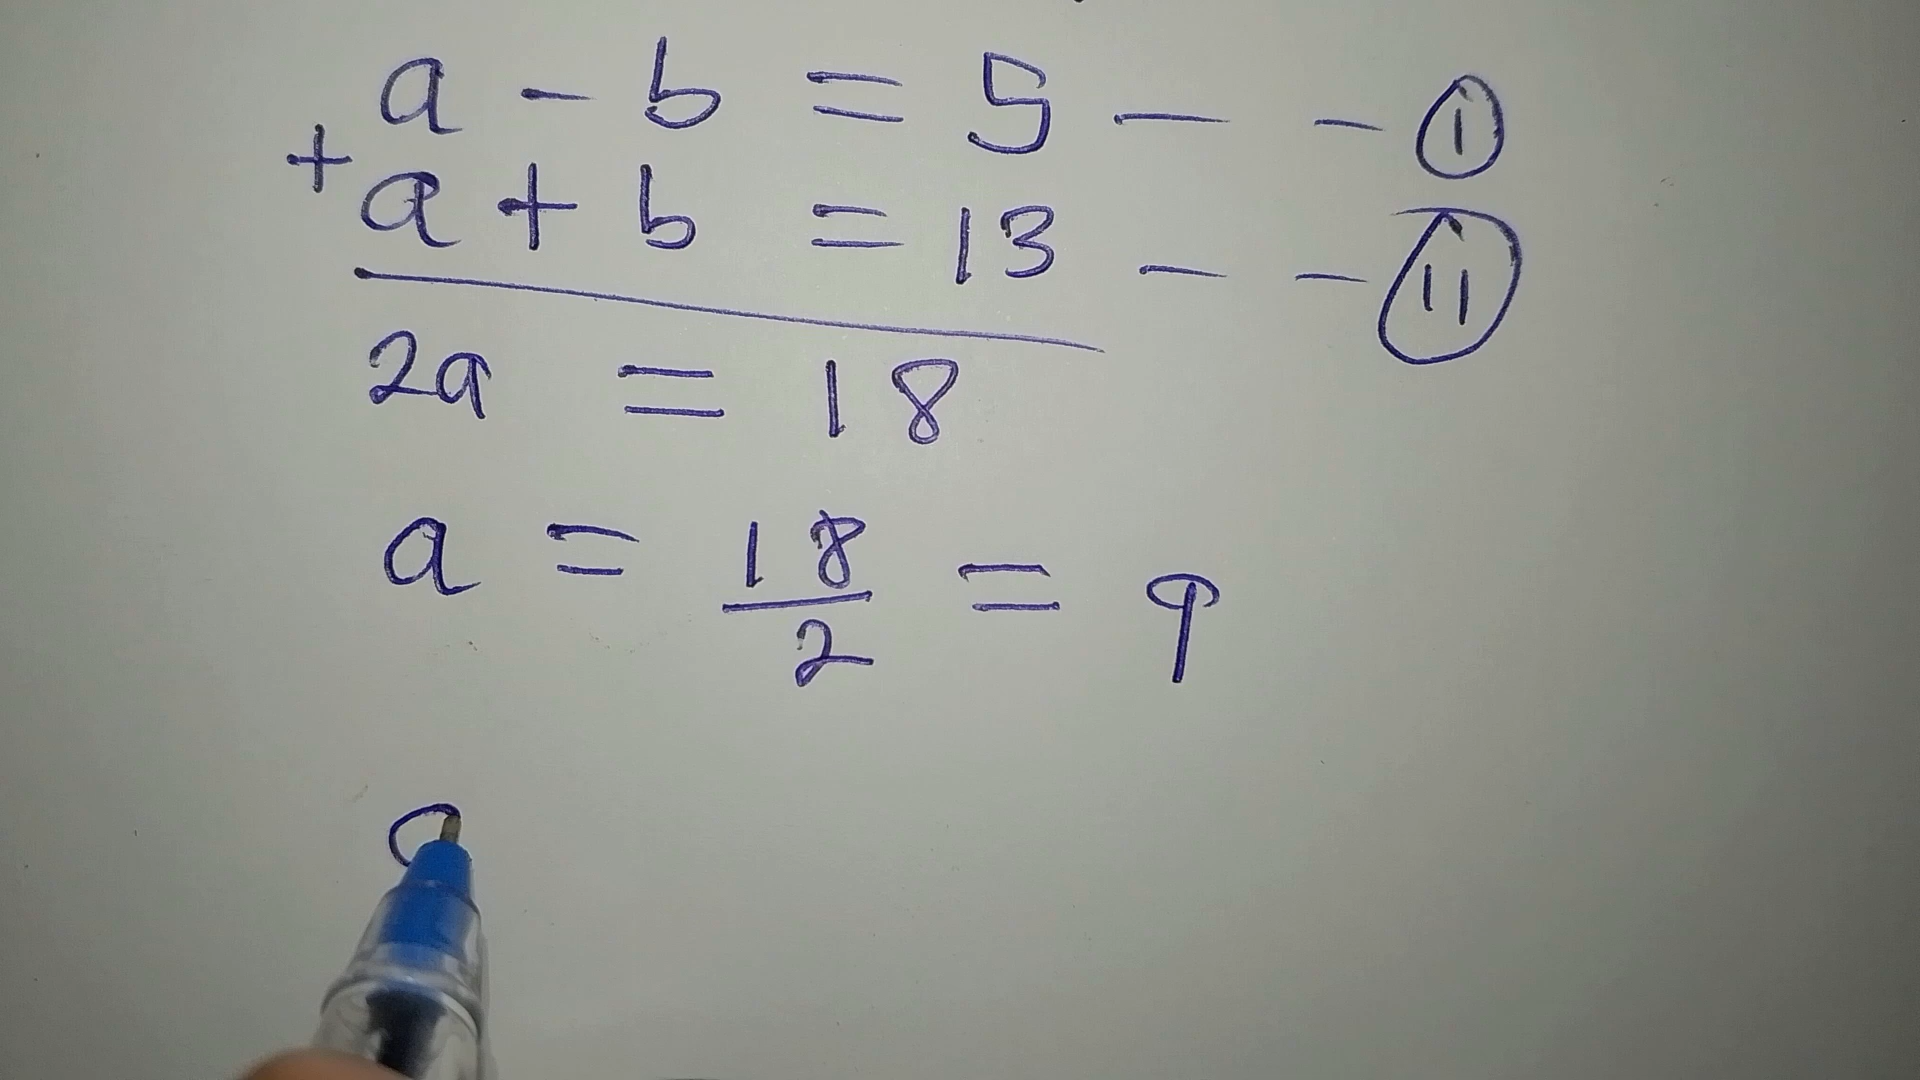 a - b = 5 - - ①
+ a + b = 13 - - ⑪
2a = 18
a = 18/2 = 9